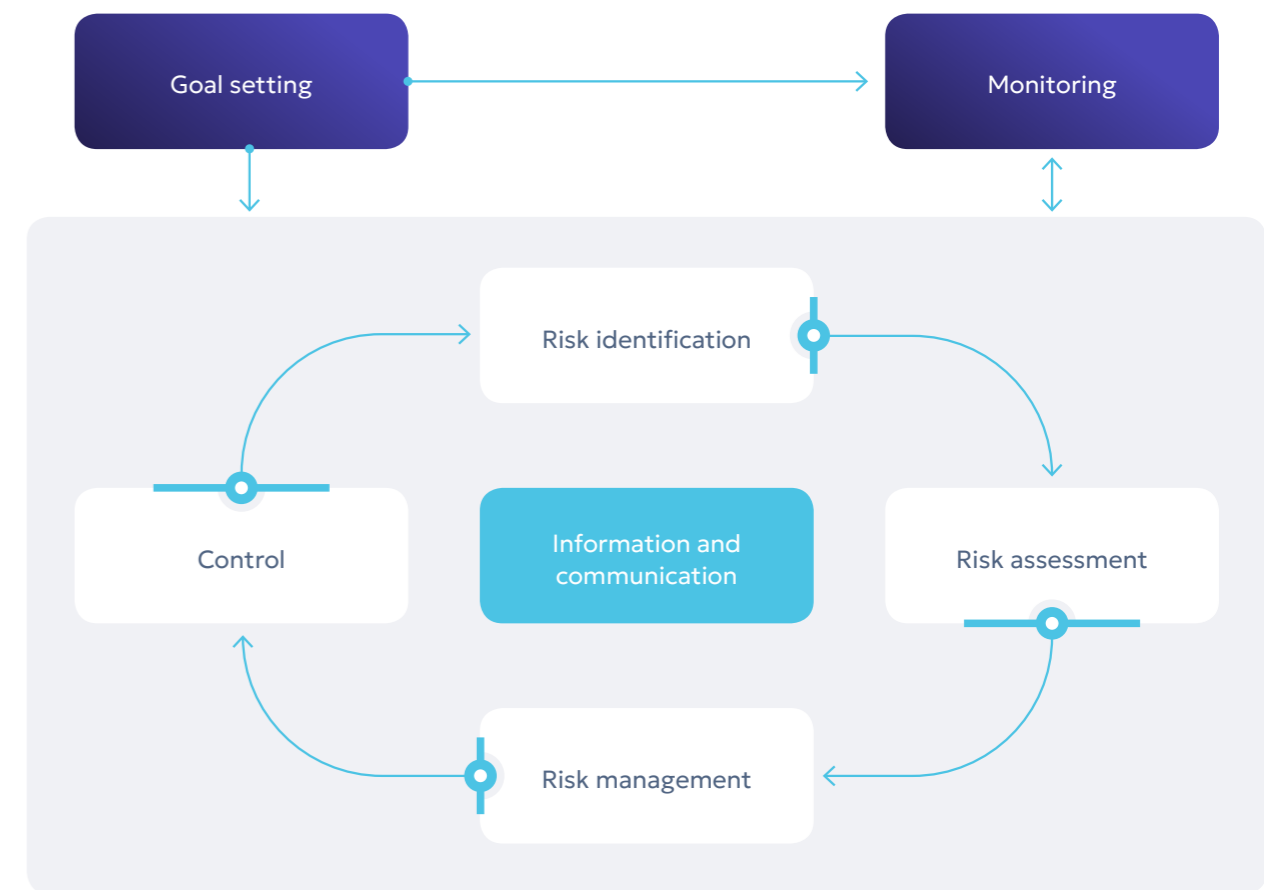 Goal setting
Monitoring
Risk identification
Control
Information and
communication
Risk assessment
Risk management